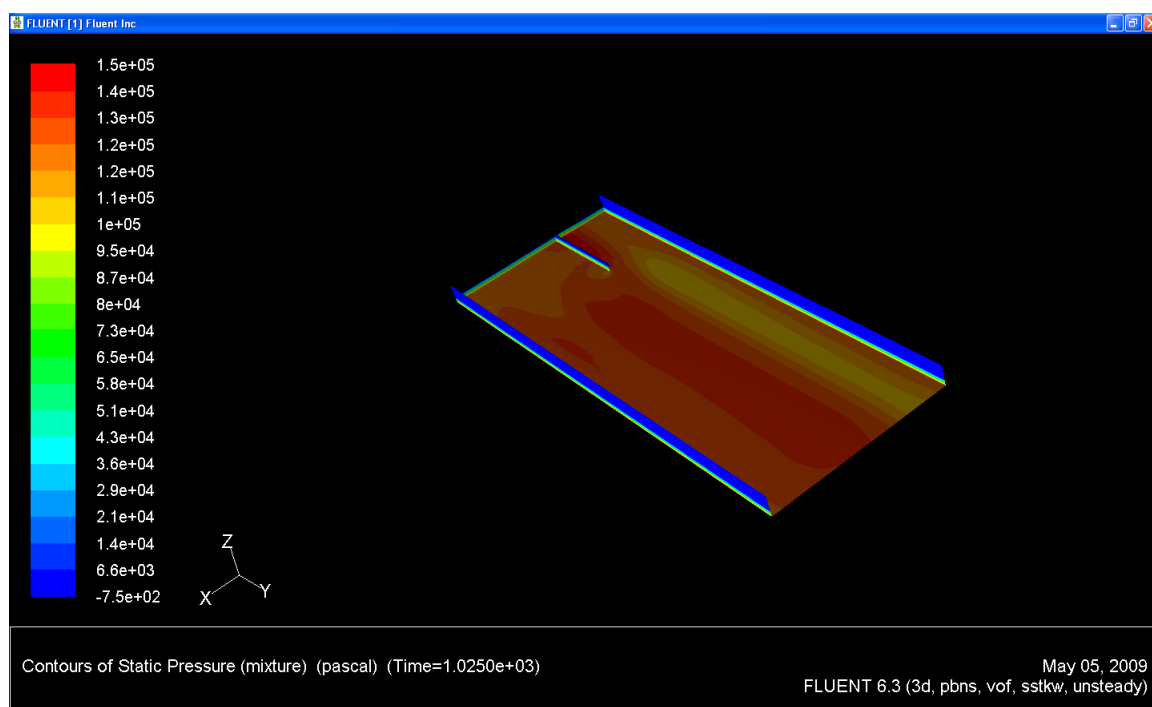 FLUENT [1] Fluent Inc
1.5e+05
1.4e+05
1.3e+05
1.2e+05
1.2e+05
1.1e+05
1e+05
9.5e+04
8.7e+04
8e+04
7.3e+04
6.5e+04
5.8e+04
5.1e+04
4.3e+04
3.6e+04
2.9e+04
2.1e+04
1.4e+04
6.6e+03
-7.5e+02
Z
X
Y
Contours of Static Pressure (mixture) (pascal) (Time=1.0250e+03)
May 05, 2009
FLUENT 6.3 (3d, pbns, vof, sstkw, unsteady)